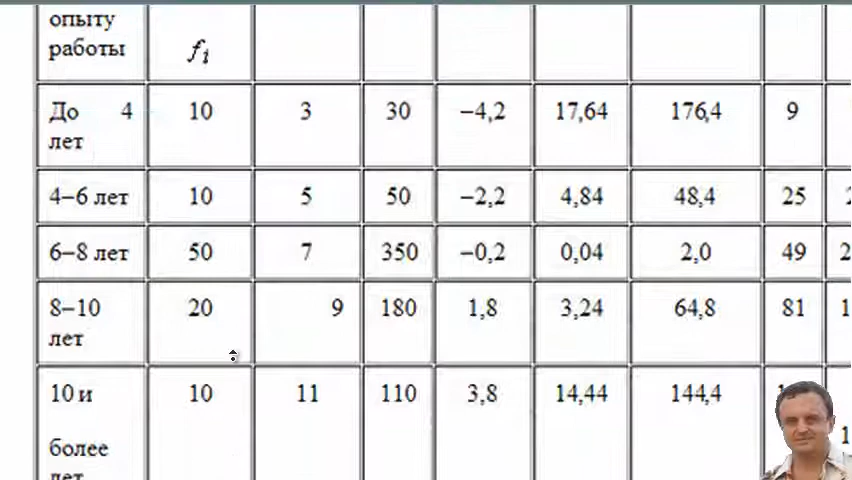 опыту
работы f_i
До 4 10 3 30 −4,2 17,64 176,4 9
лет
4−6 лет 10 5 50 −2,2 4,84 48,4 25
6−8 лет 50 7 350 −0,2 0,04 2,0 49
8−10 20 9 180 1,8 3,24 64,8 81
лет
10 и 10 11 110 3,8 14,44 144,4
более
лет